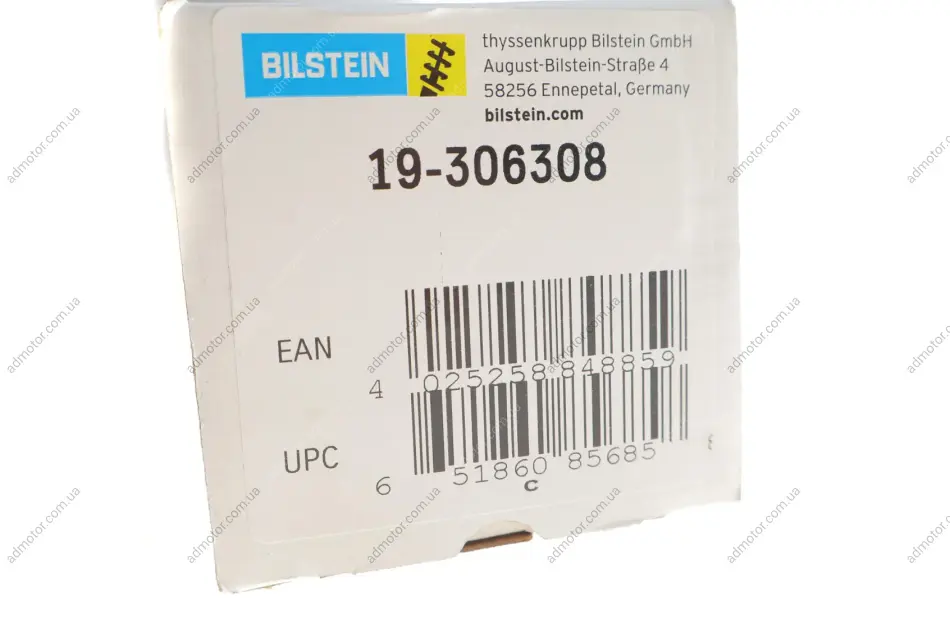 BILSTEIN
thyssenkrupp Bilstein GmbH
August-Bilstein-Straße 4
58256 Ennepetal, Germany
bilstein.com
19-306308
EAN
4 025258 848859
UPC
6 51860 85685
C
admotor.com.ua